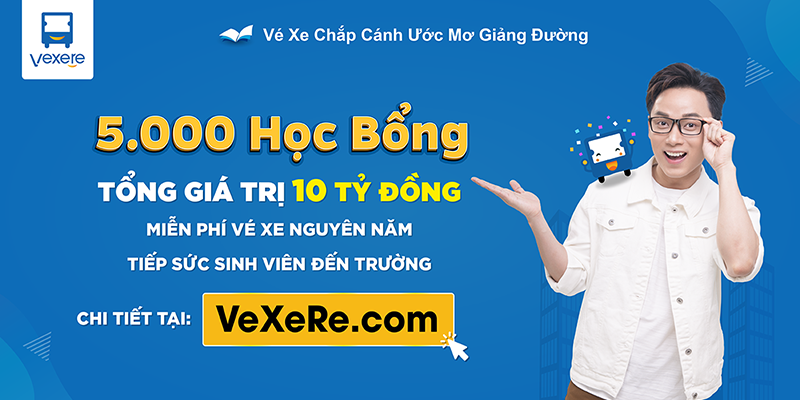 vexere
Vé Xe Chắp Cánh Ước Mơ Giảng Đường
5.000 Học Bổng
TỔNG GIÁ TRỊ 10 TỶ ĐỒNG
MIỄN PHÍ VÉ XE NGUYÊN NĂM
TIẾP SỨC SINH VIÊN ĐẾN TRƯỜNG
CHI TIẾT TẠI: VeXeRe.com